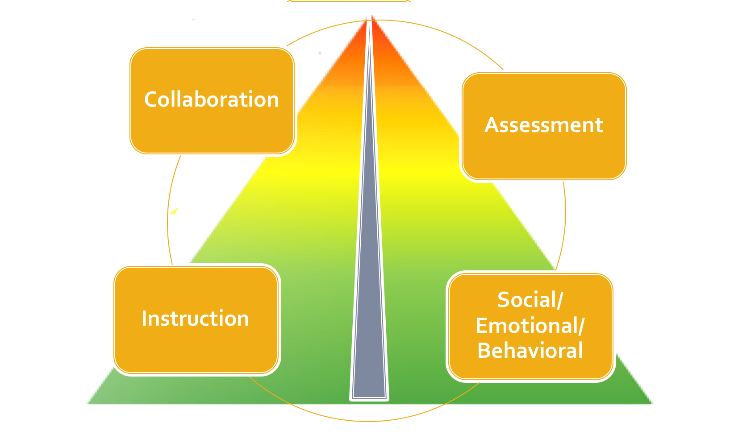 Collaboration
Assessment
Instruction
Social/
Emotional/
Behavioral